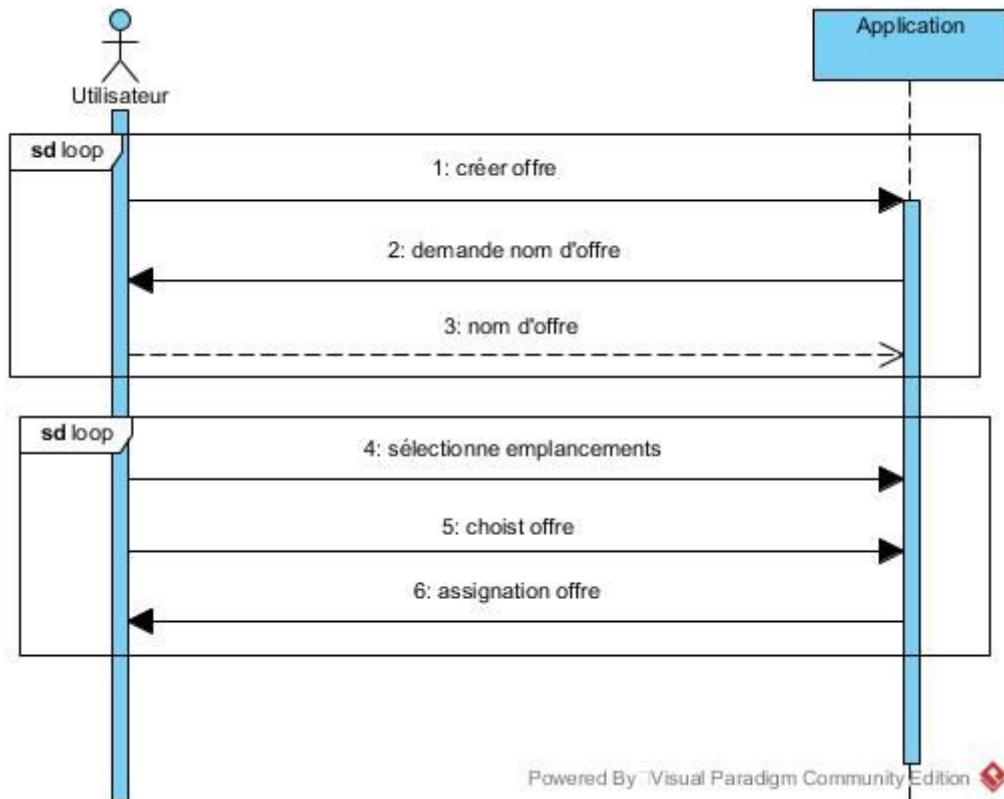 Application
Utilisateur
sd loop
1: créer offre
2: demande nom d'offre
3: nom d'offre
sd loop
4: sélectionne emplancements
5: choist offre
6: assignation offre
Powered By Visual Paradigm Community Edition